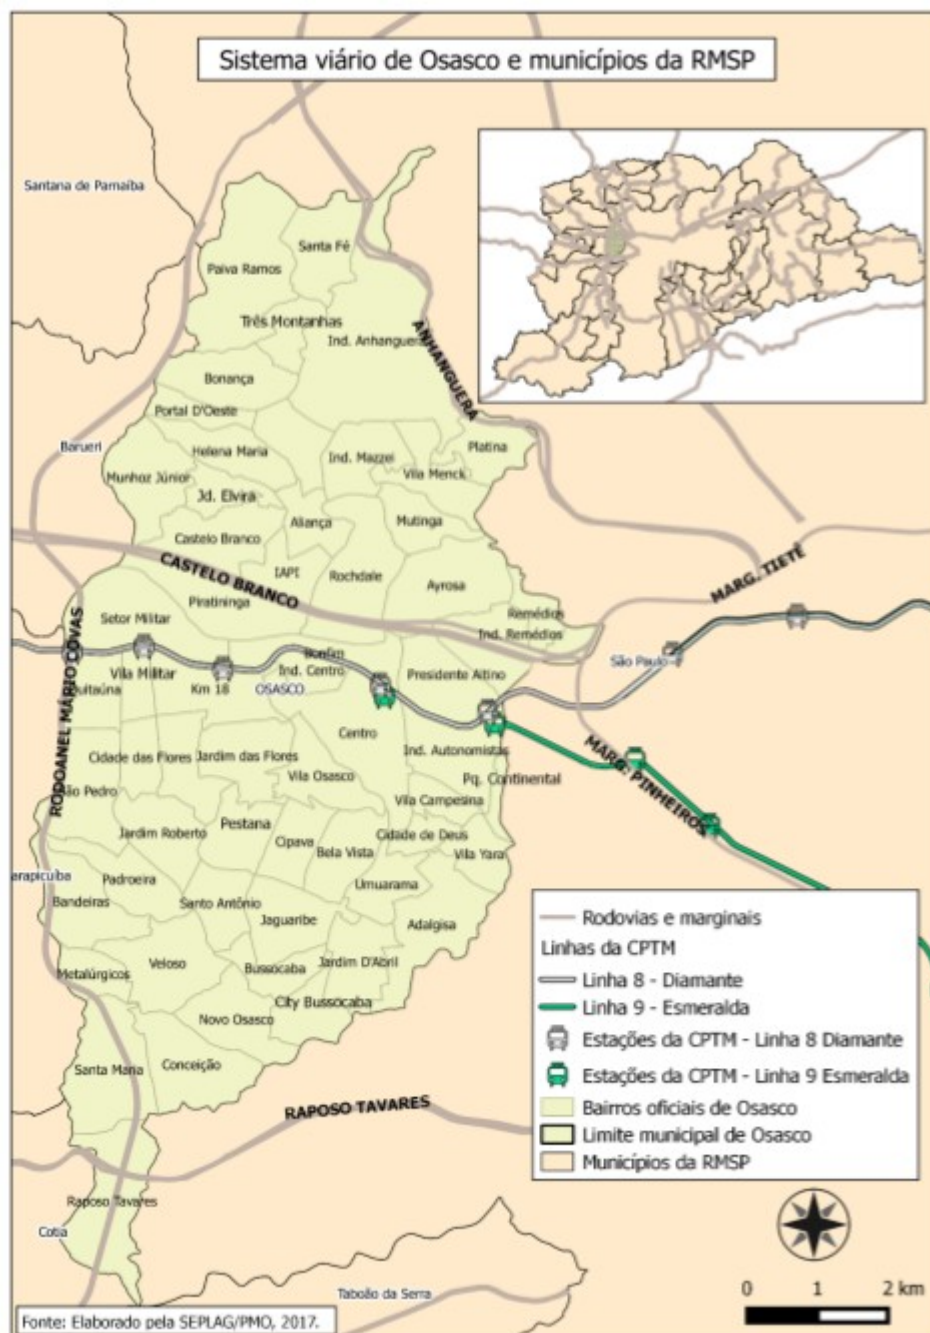 Sistema viário de Osasco e municípios da RMSP
Santana de Parnaíba
Santa Fé
Paiva Ramos
Três Montanhas
Ind. Anhanguera
ANHANGUERA
Bonança
Portal D'Oeste
Barueri
Helena Maria
Platina
Ind. Mazzei
Munhoz Júnior
Vila Menck
Jd. Elvira
Aliança
Mutinga
Castelo Branco
CASTELO BRANCO
IAPI
Rochdale
Ayrosa
MARG. TIETÊ
Piratininga
Setor Militar
Remédios
Ind. Remédios
Bonfim
Ind. Centro
São Paulo
Vila Militar
Presidente Altino
Quitaúna
Km 18
OSASCO
RODOANEL MÁRIO COVAS
Centro
Ind. Autonomistas
Cidade das Flores
Jardim das Flores
Vila Osasco
Pq. Continental
MARG. PINHEIROS
São Pedro
Vila Campesina
Jardim Roberto
Pestana
Cipava
Cidade de Deus
Bela Vista
Vila Yara
arapicuíba
Padroeira
Umuarama
Bandeiras
Santo Antônio
Jaguaribe
Adalgisa
Metalúrgicos
Veloso
Bussocaba
Jardim D'Abril
City Bussocaba
Novo Osasco
Santa Maria
Conceição
RAPOSO TAVARES
Raposo Tavares
Cotia
Taboão da Serra
Rodovias e marginais
Linhas da CPTM
Linha 8 - Diamante
Linha 9 - Esmeralda
Estações da CPTM - Linha 8 Diamante
Estações da CPTM - Linha 9 Esmeralda
Bairros oficiais de Osasco
Limite municipal de Osasco
Municípios da RMSP
0 1 2 km
Fonte: Elaborado pela SEPLAG/PMO, 2017.